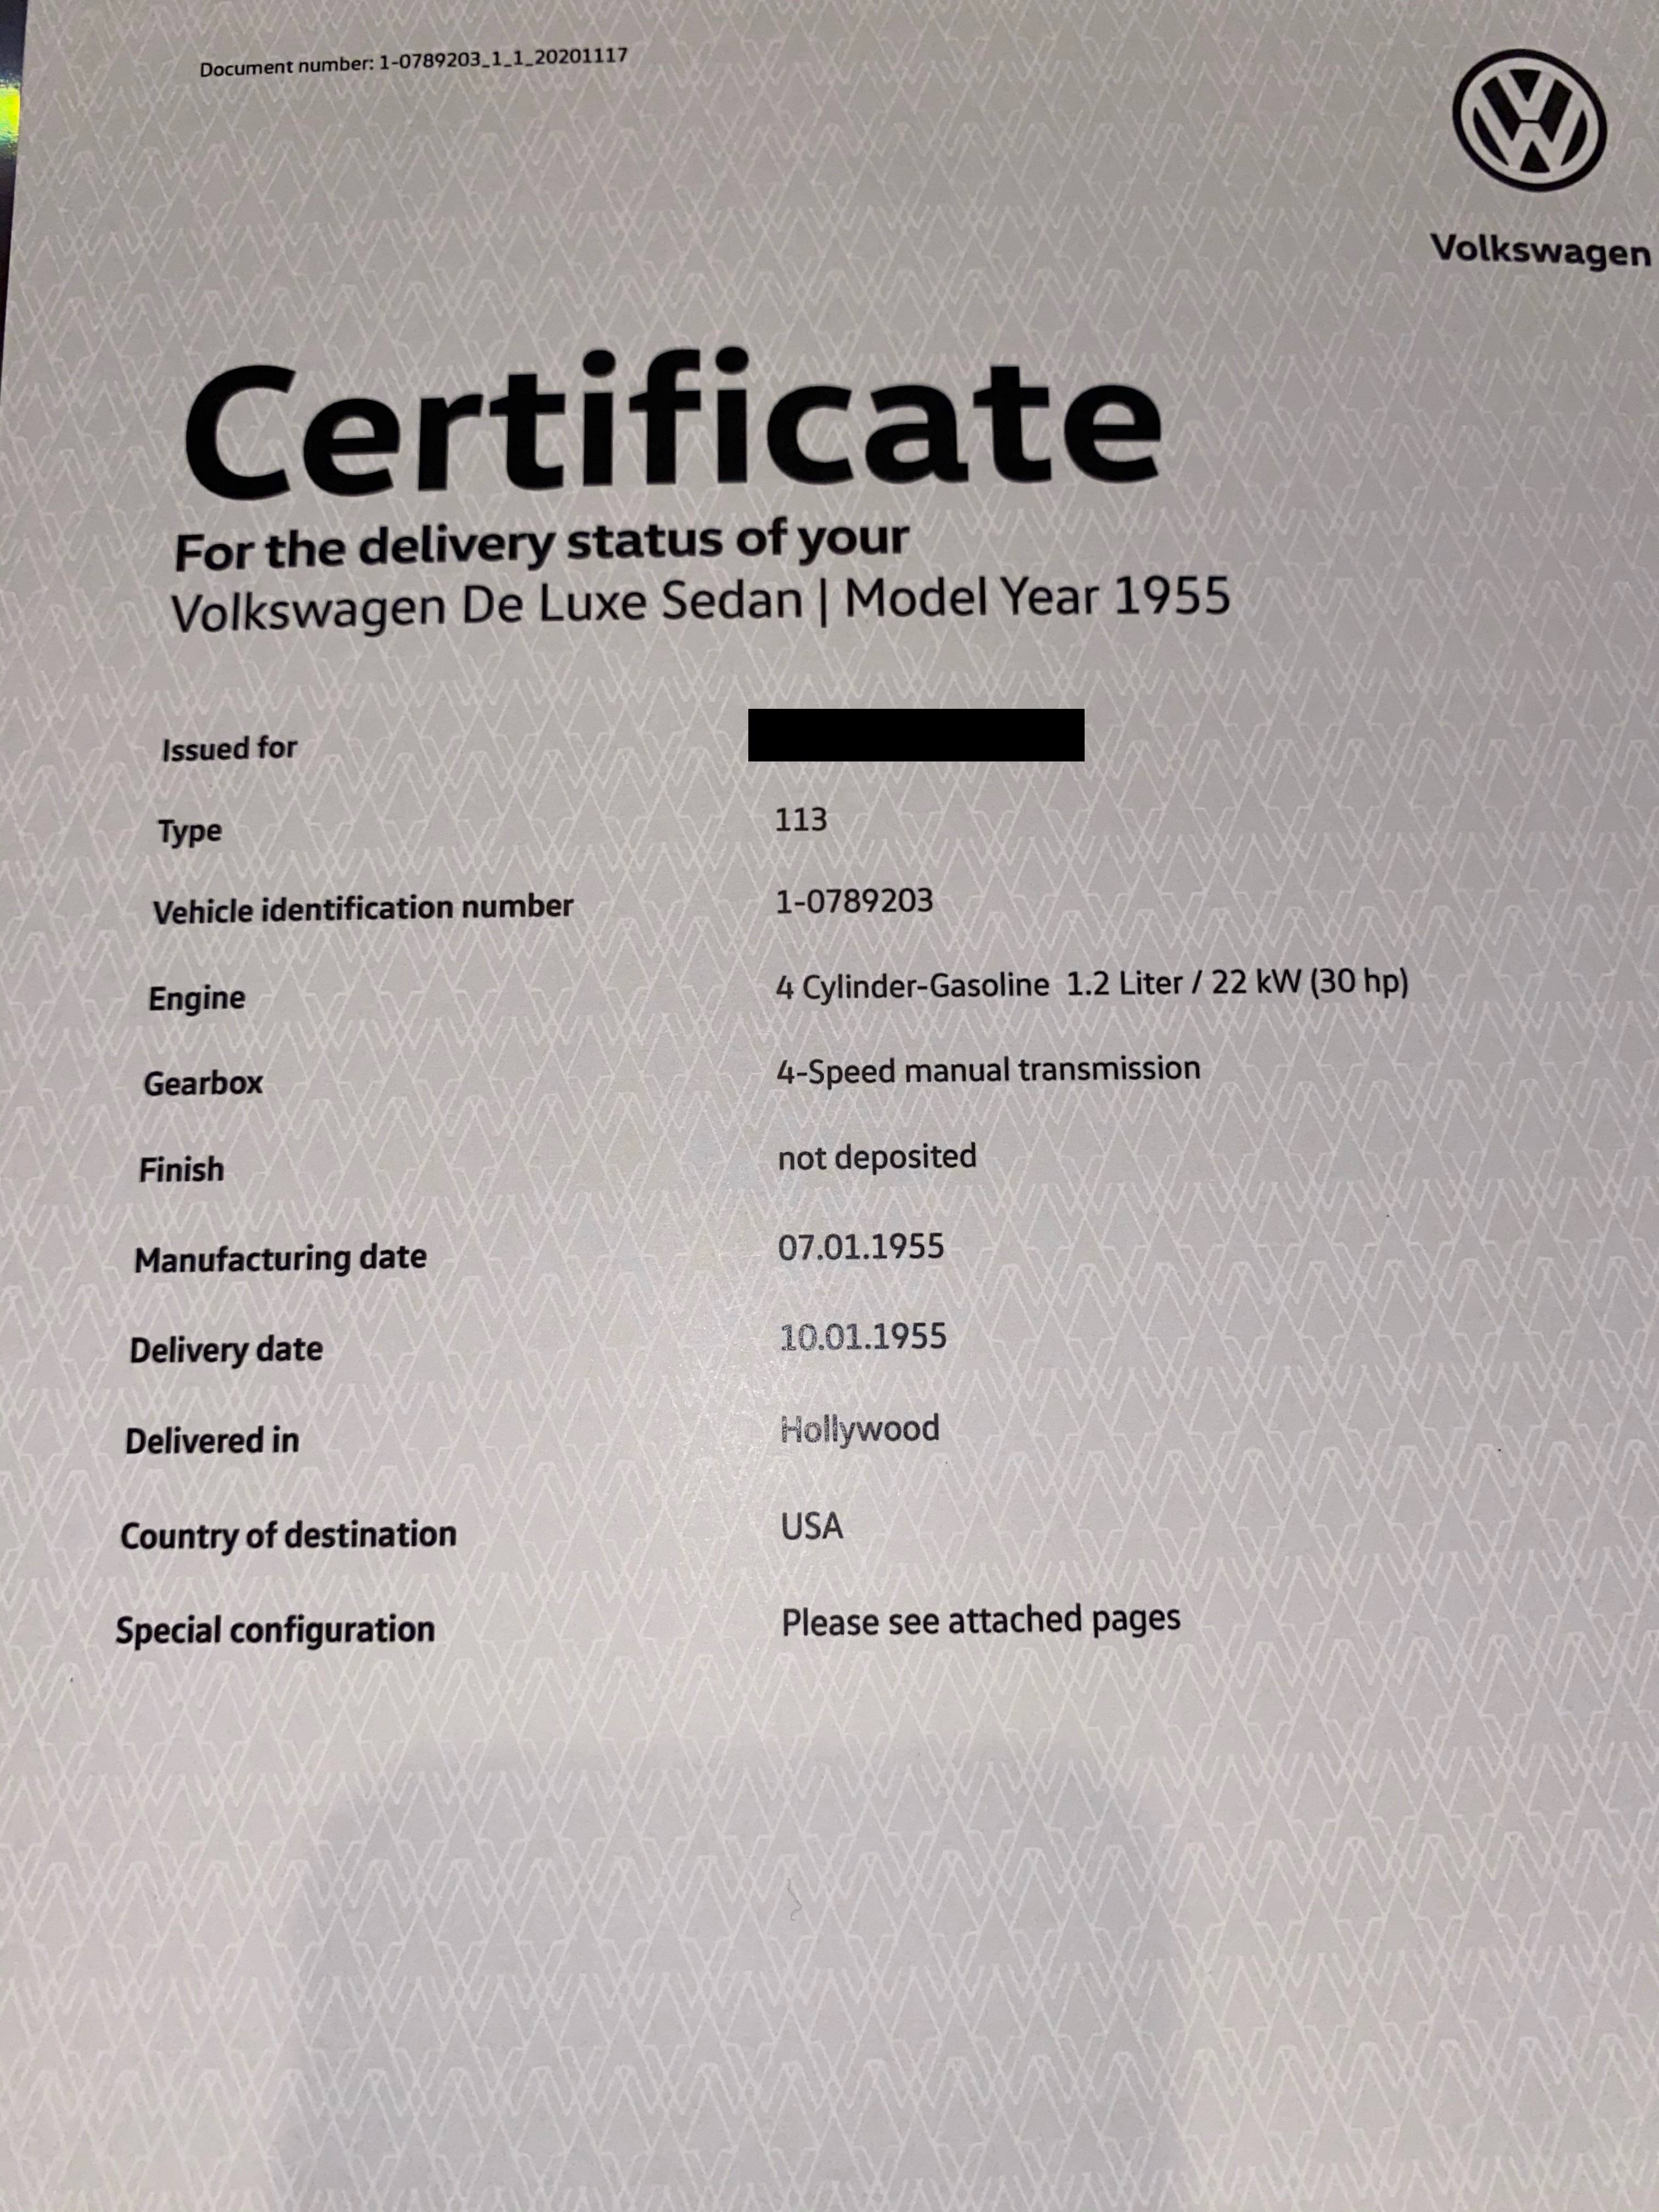 Document number: 1-0789203_1_1_20201117
Volkswagen
Certificate
For the delivery status of your
Volkswagen De Luxe Sedan | Model Year 1955
Issued for
Type 113
Vehicle identification number 1-0789203
Engine 4 Cylinder-Gasoline 1.2 Liter / 22 kW (30 hp)
Gearbox 4-Speed manual transmission
Finish not deposited
Manufacturing date 07.01.1955
Delivery date 10.01.1955
Delivered in Hollywood
Country of destination USA
Special configuration Please see attached pages